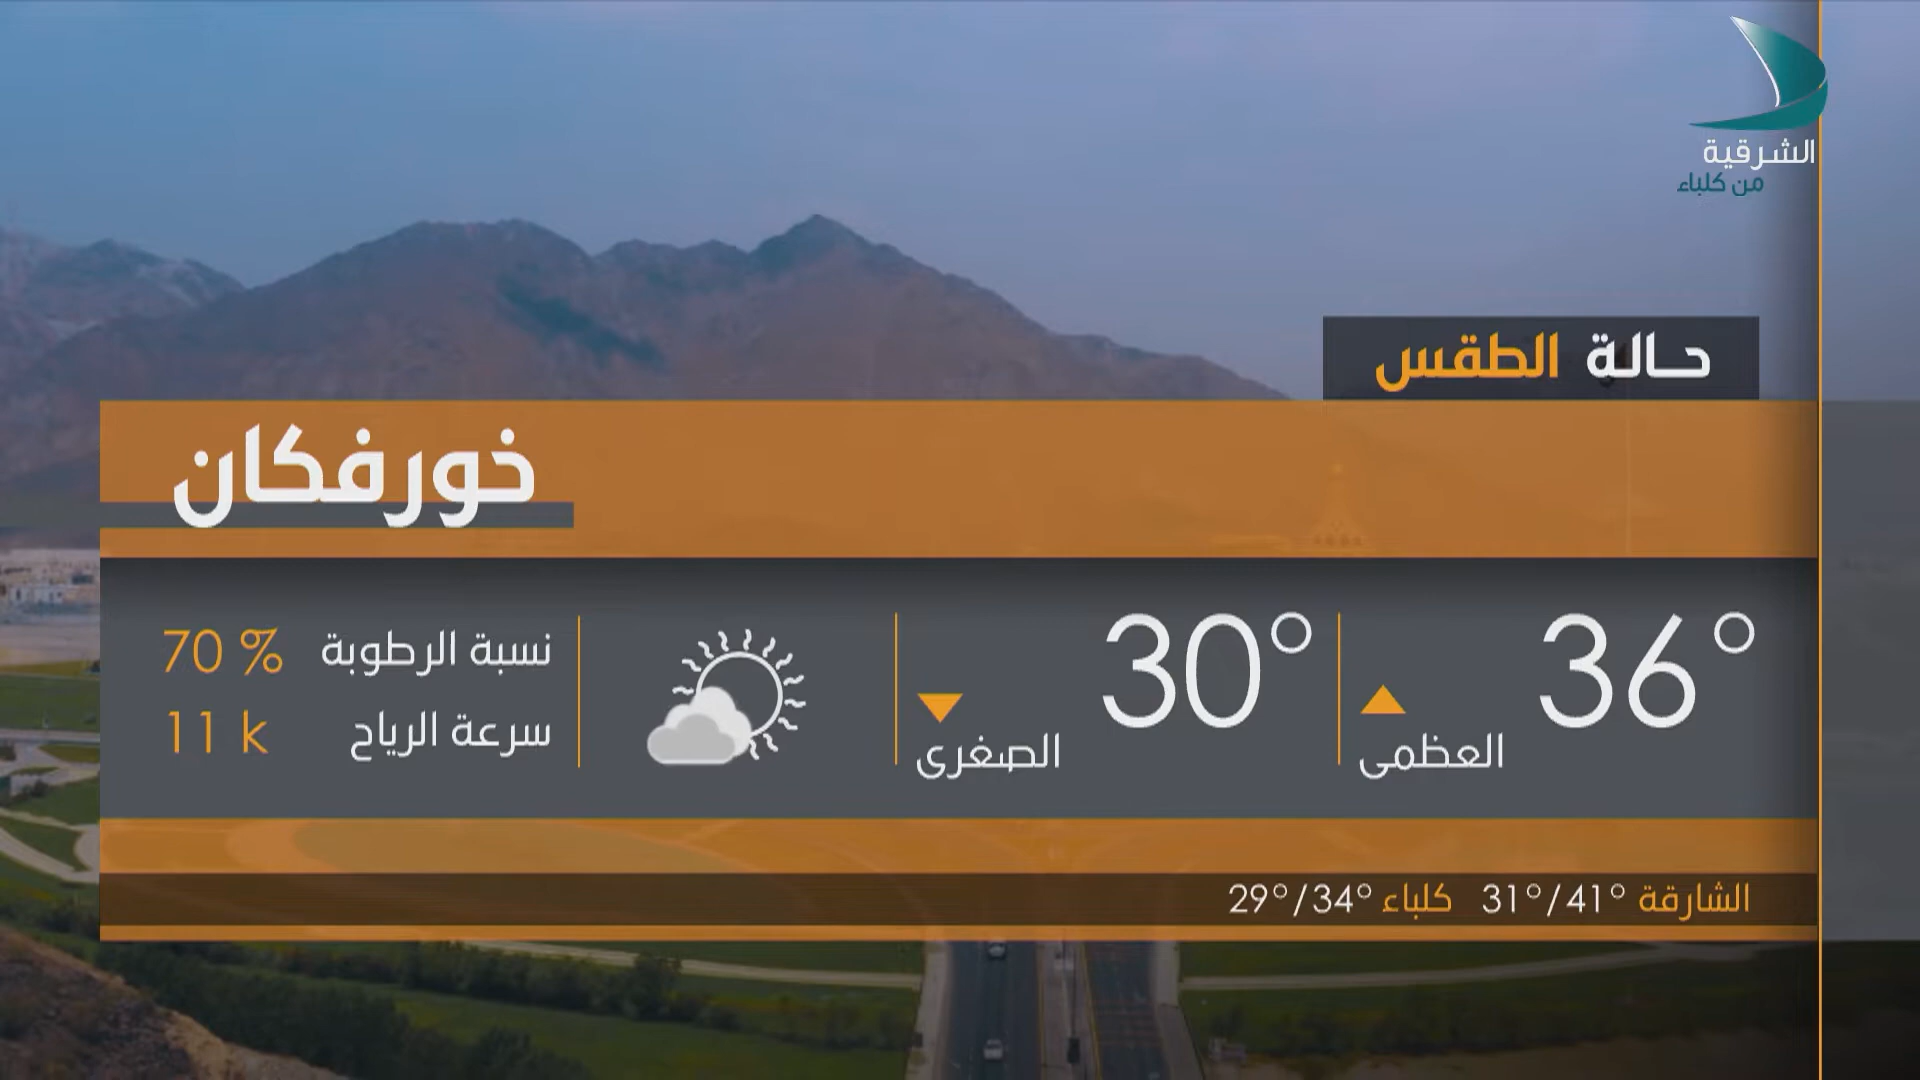 الشرقية
من كلباء
حالة الطقس
خورفكان
36°
العظمى
30°
الصغرى
نسبة الرطوبة 70 %
سرعة الرياح 11 k
الشارقة 31°/41° كلباء 29°/34°